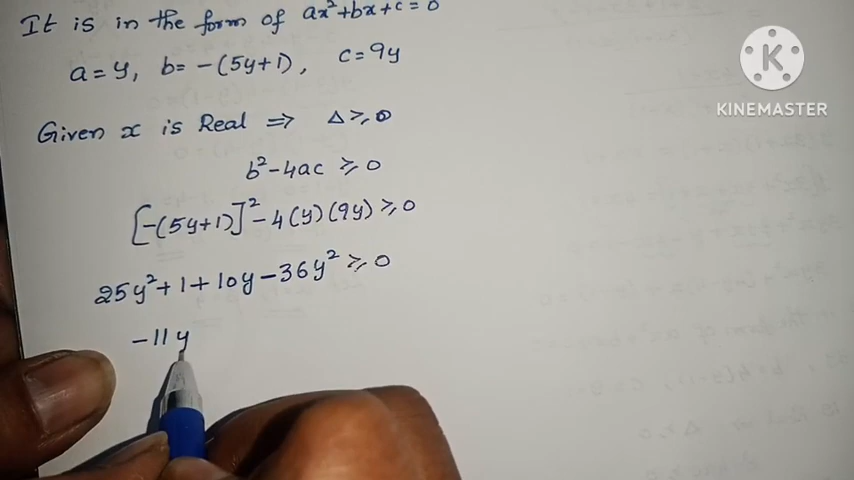 It is in the form of ax²+bx+c=0
a=y, b= -(5y+1), c=9y
KINEMASTER
Given x is Real ⇒ Δ≥0
b²-4ac ≥0
[-(5y+1)]²-4(y)(9y)≥0
25y²+1+10y-36y²≥0
-11y